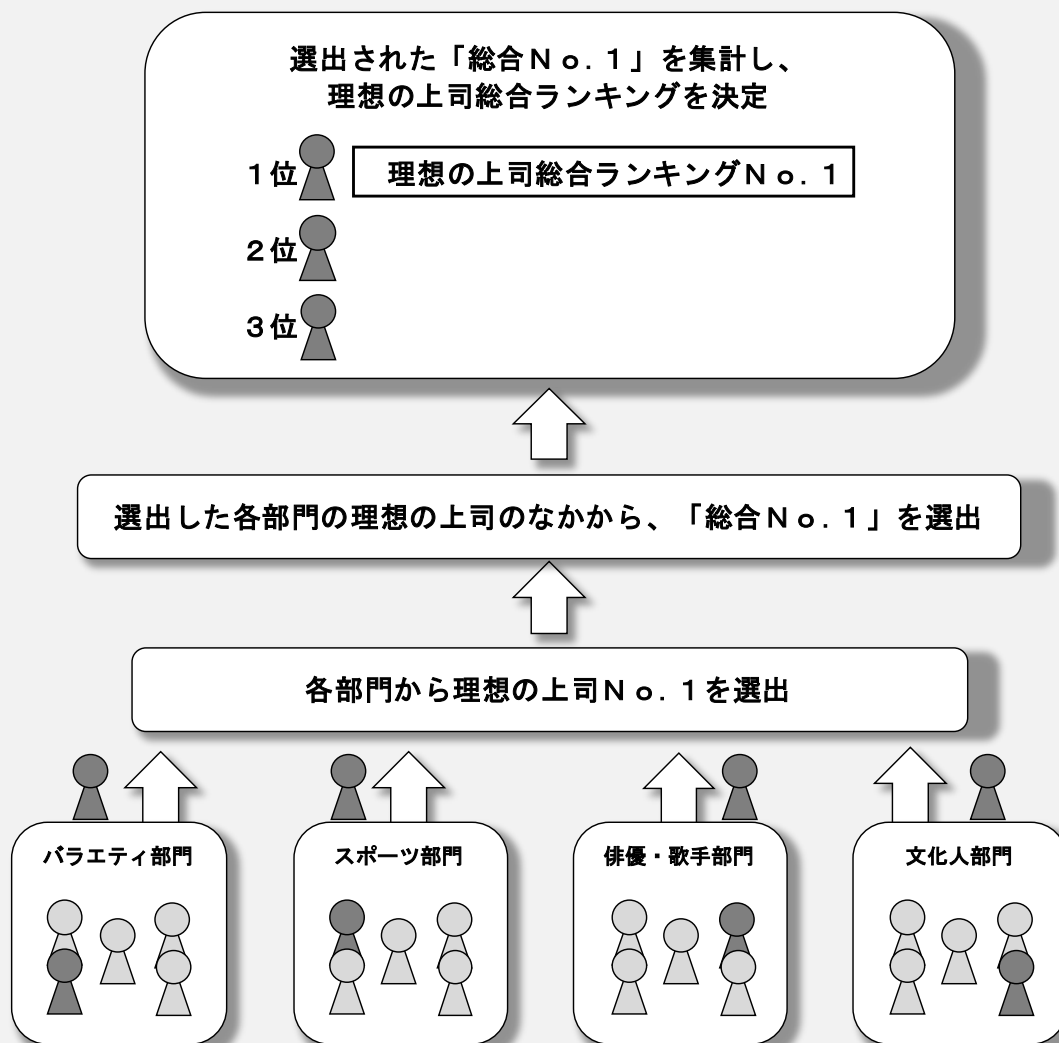 選出された「総合Ｎｏ．１」を集計し、
理想の上司総合ランキングを決定
１位
理想の上司総合ランキングＮｏ．１
２位
３位
選出した各部門の理想の上司のなかから、「総合Ｎｏ．１」を選出
各部門から理想の上司Ｎｏ．１を選出
バラエティ部門
スポーツ部門
俳優・歌手部門
文化人部門